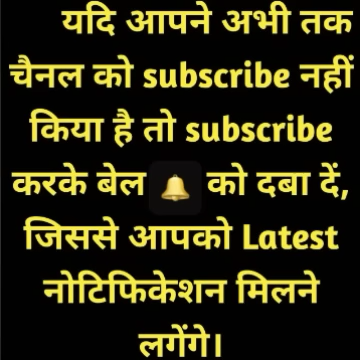 यदि आपने अभी तक
चैनल को subscribe नहीं
किया है तो subscribe
करके बेल 🔔 को दबा दें,
जिससे आपको Latest
नोटिफिकेशन मिलने
लगेंगे।